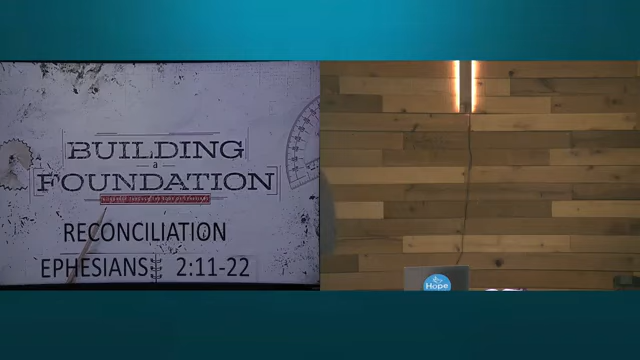 BUILDING
a
FOUNDATION
RECONCILIATION
EPHESIANS 2:11-22
Hope